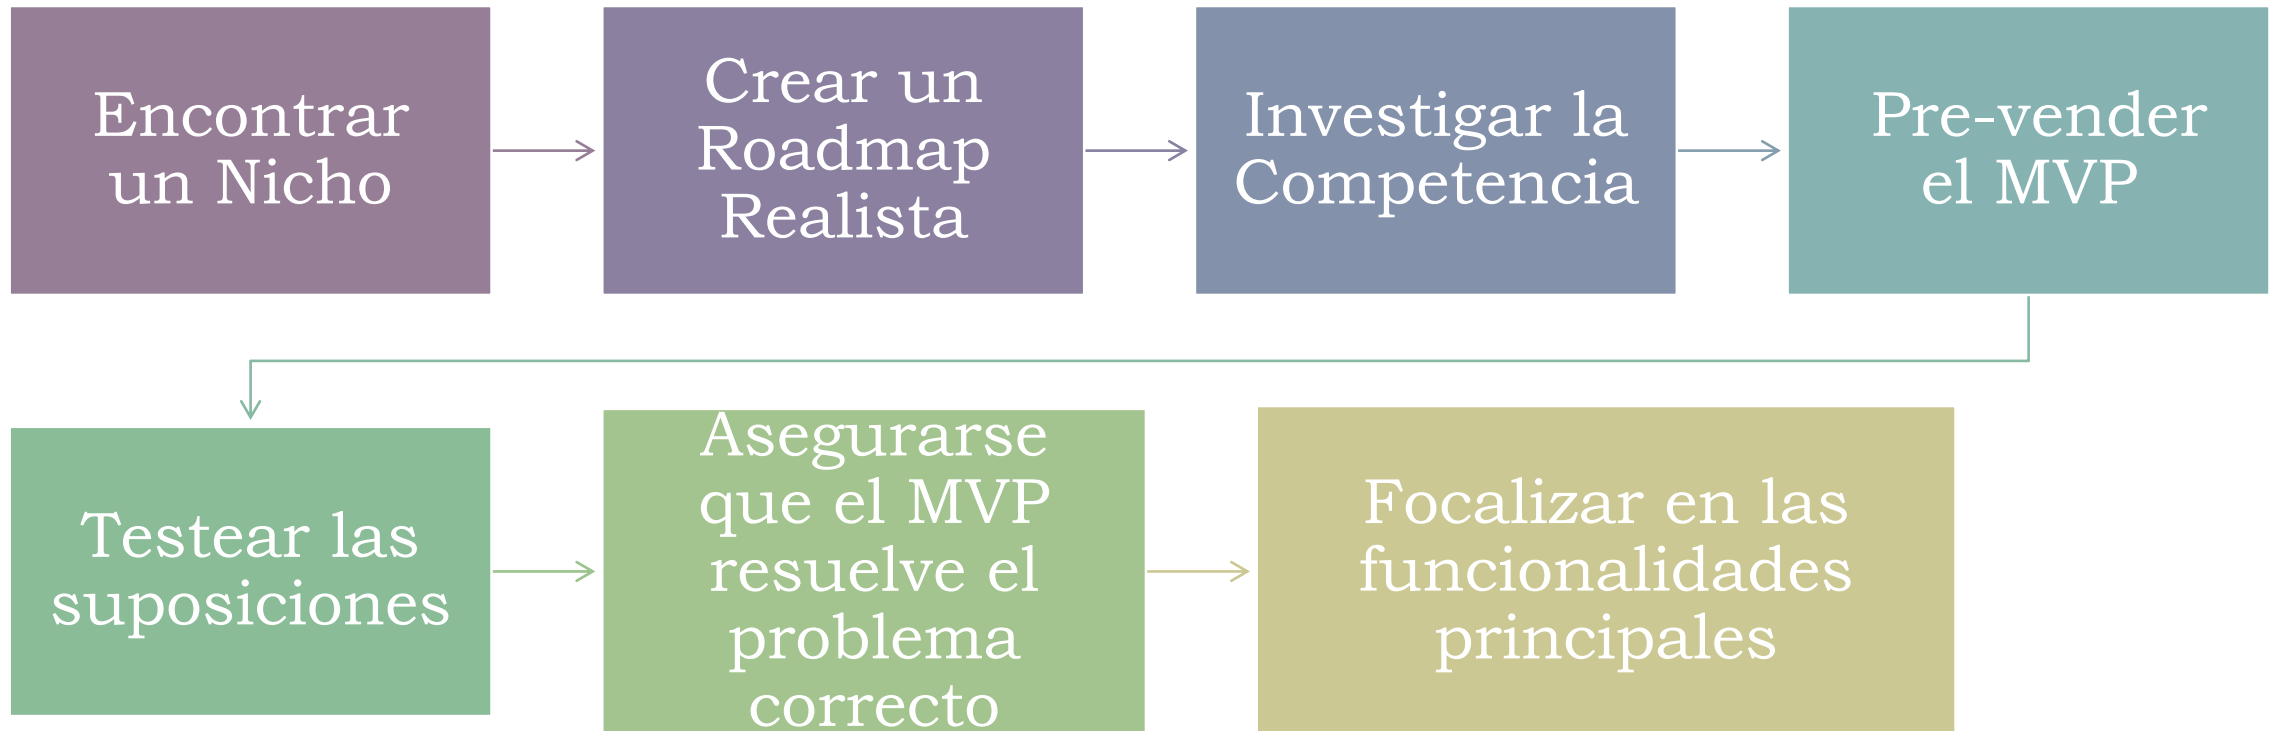 Encontrar
un Nicho
Crear un
Roadmap
Realista
Investigar la
Competencia
Pre-vender
el MVP
Testear las
suposiciones
Asegurarse
que el MVP
resuelve el
problema
correcto
Focalizar en las
funcionalidades
principales